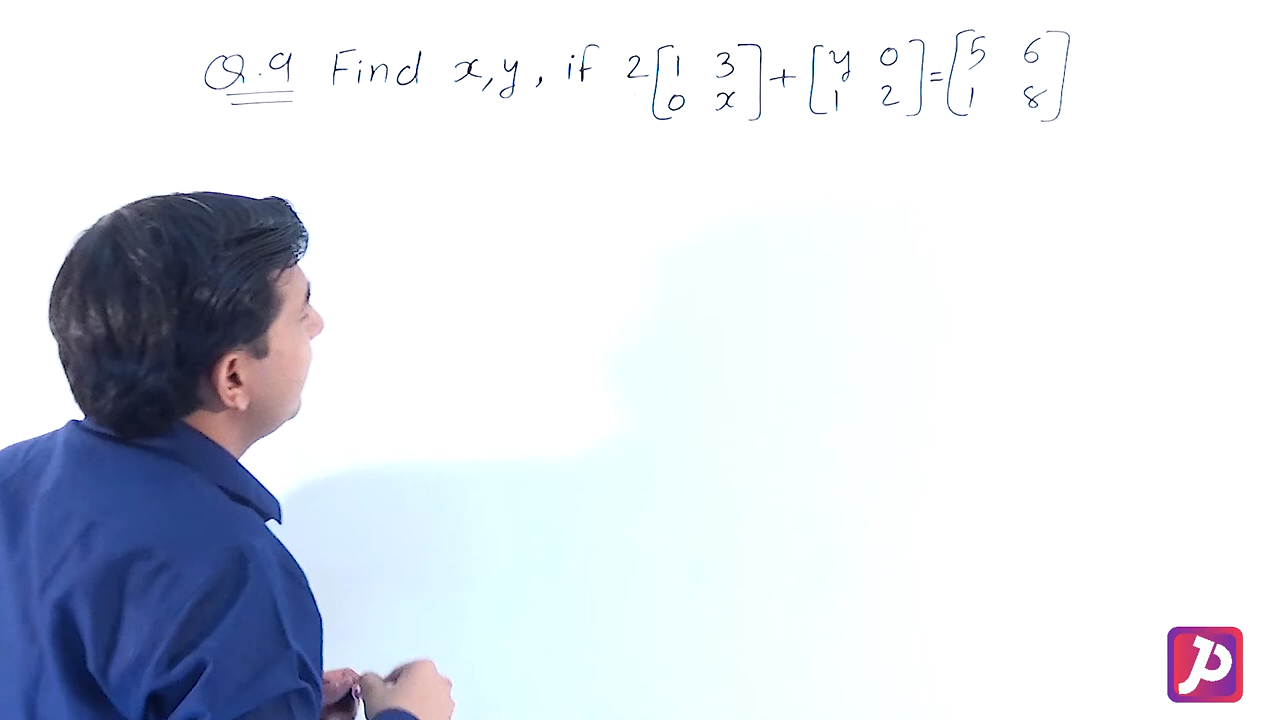 Q.9 Find x,y, if 2[1 3] + [y 0] = [5 6]
[0 x] [1 2] [1 8]